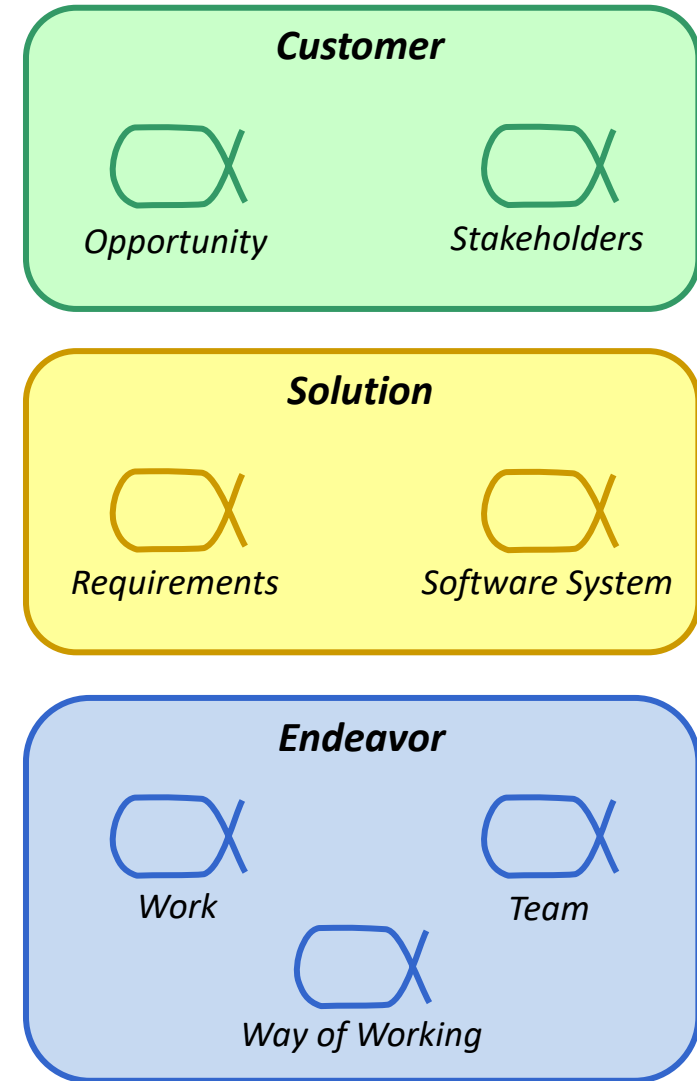 Customer
Opportunity
Stakeholders
Solution
Requirements
Software System
Endeavor
Work
Team
Way of Working